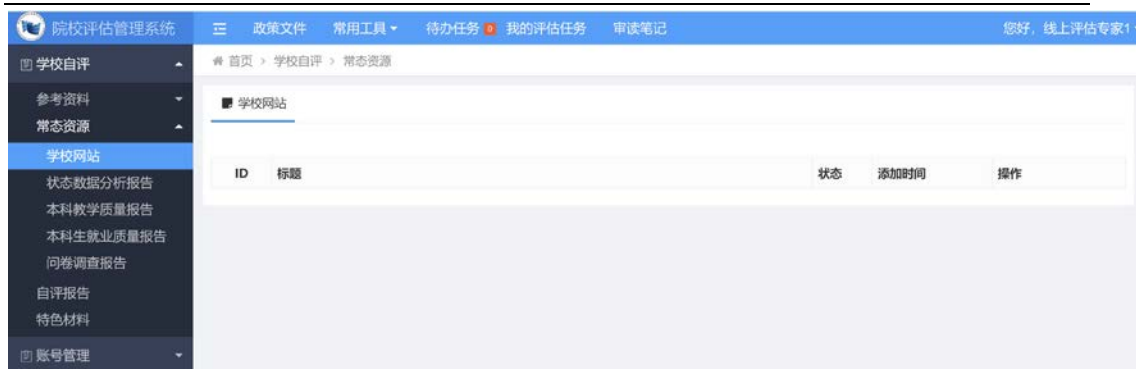 院校评估管理系统 政策文件 常用工具 待办任务 0 我的评估任务 审读笔记 您好，线上评估专家1
学校自评
首页 > 学校自评 > 常态资源
参考资料
常态资源
学校网站
状态数据分析报告
本科教学质量报告
本科生就业质量报告
问卷调查报告
自评报告
特色材料
账号管理
学校网站
ID 标题 状态 添加时间 操作